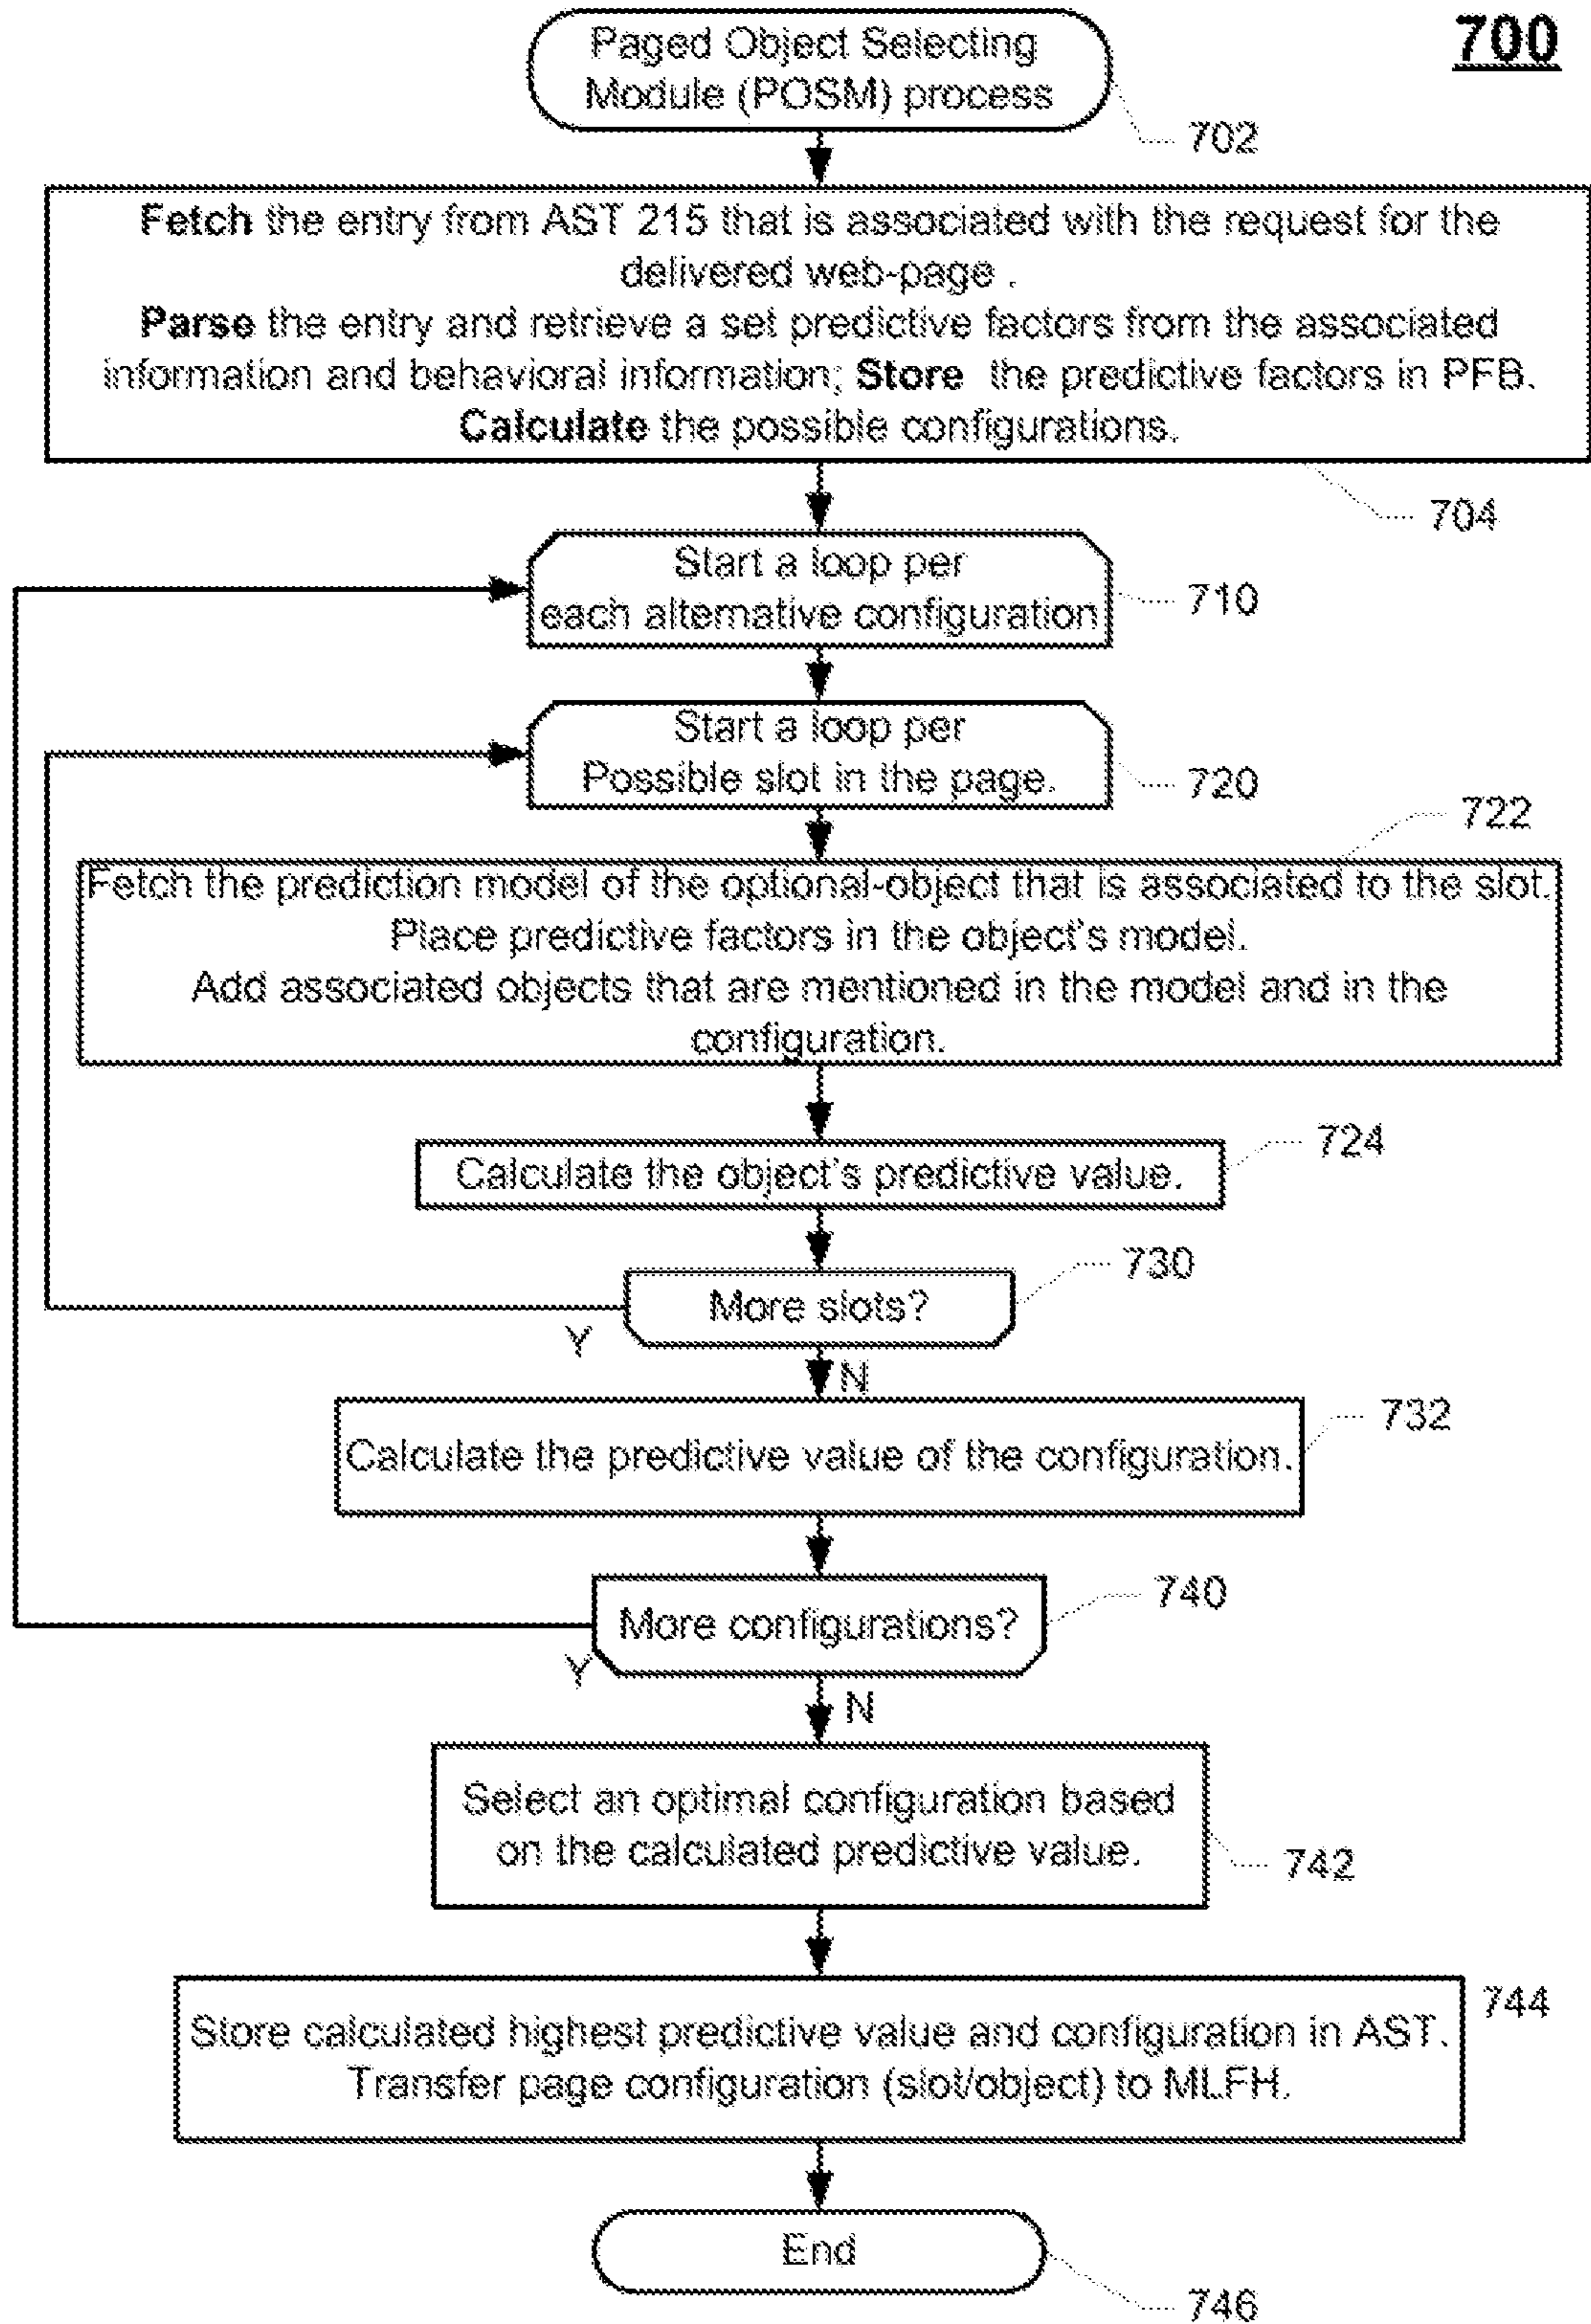 700
Paged Object Selecting
Module (POSM) process
702
Fetch the entry from AST 215 that is associated with the request for the
delivered web-page .
Parse the entry and retrieve a set predictive factors from the associated
information and behavioral information; Store the predictive factors in PFB.
Calculate the possible configurations.
704
Start a loop per
each alternative configuration
710
Start a loop per
Possible slot in the page.
720
722
Fetch the prediction model of the optional-object that is associated to the slot.
Place predictive factors in the object's model.
Add associated objects that are mentioned in the model and in the
configuration.
724
Calculate the object's predictive value.
730
More slots?
Y
N
732
Calculate the predictive value of the configuration.
740
More configurations?
Y
N
Select an optimal configuration based
on the calculated predictive value.
742
744
Store calculated highest predictive value and configuration in AST.
Transfer page configuration (slot/object) to MLFH.
End
746